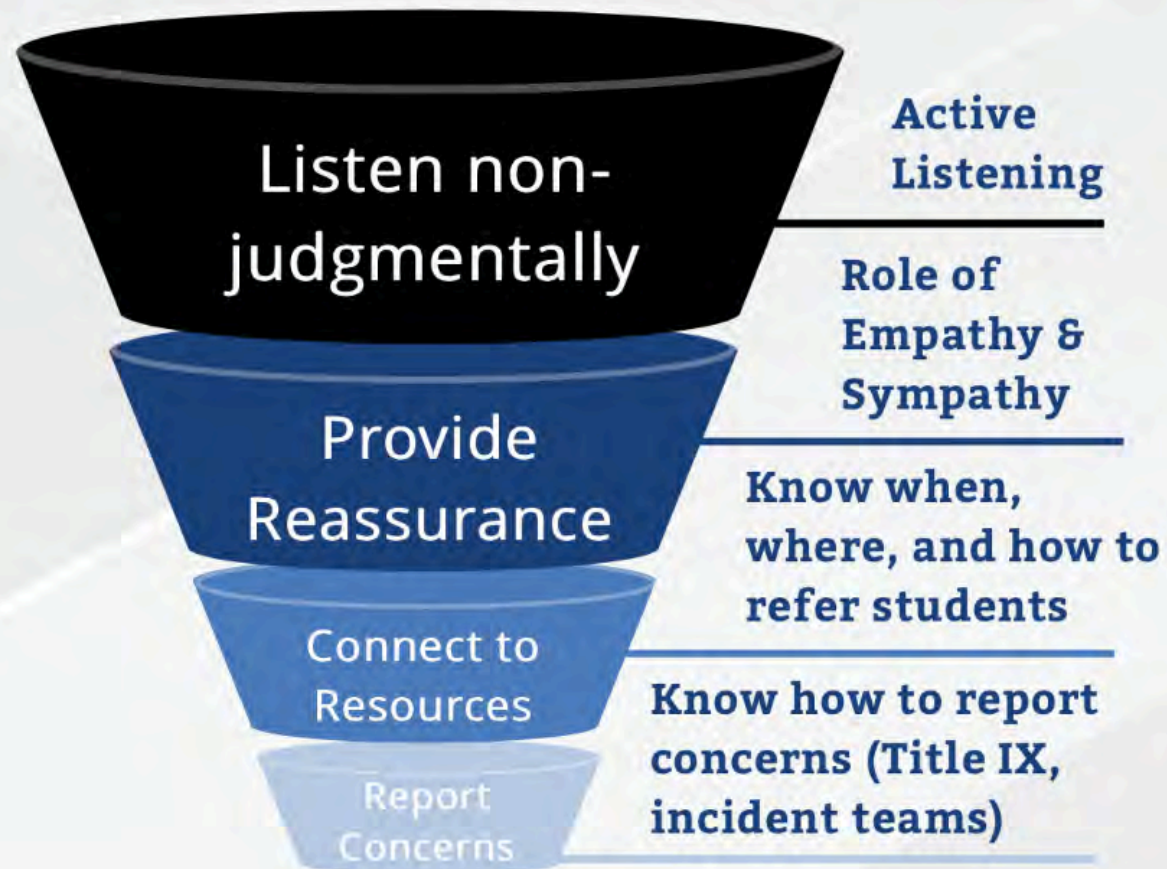 Listen non-
judgmentally
Active
Listening
Provide
Reassurance
Role of
Empathy &
Sympathy
Connect to
Resources
Know when,
where, and how to
refer students
Report
Concerns
Know how to report
concerns (Title IX,
incident teams)